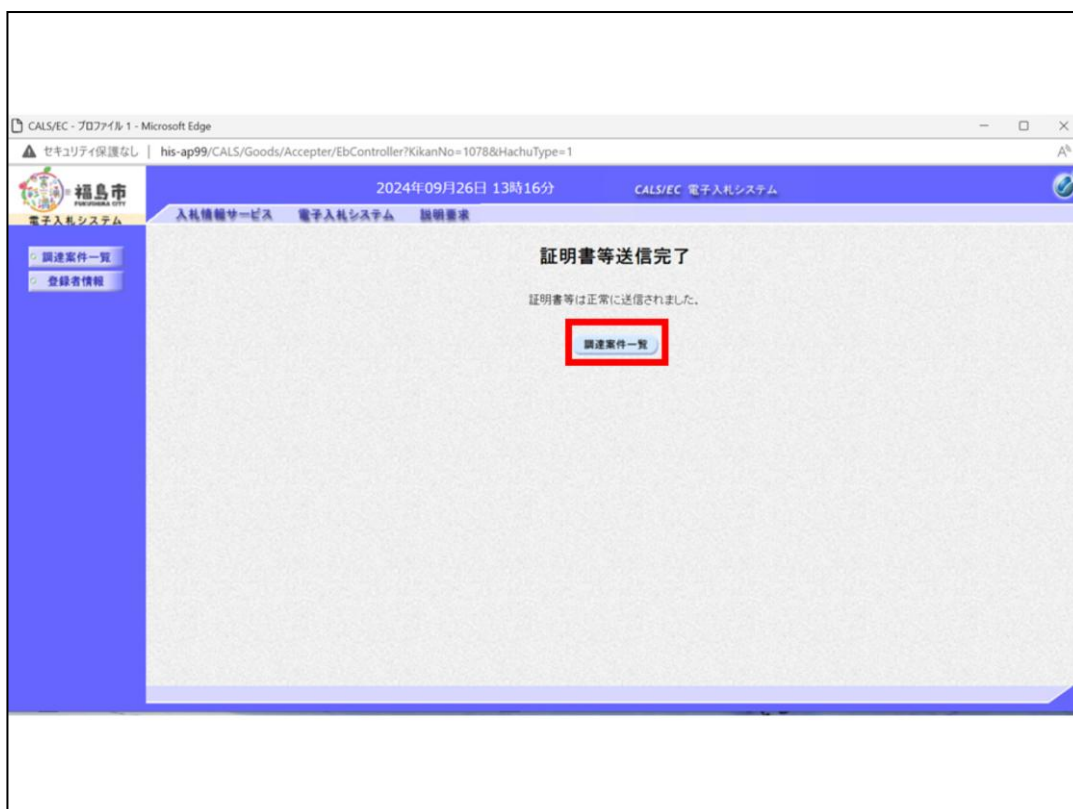 CALS/EC - プロファイル 1 - Microsoft Edge
セキュリティ保護なし | his-ap99/CALS/Goods/Accepter/EbController?KikanNo=1078&HachuType=1
福島市
FUKUSHIMA CITY
電子入札システム
2024年09月26日 13時16分
CALS/EC 電子入札システム
入札情報サービス 電子入札システム 説明要求
調達案件一覧
登録者情報
証明書等送信完了
証明書等は正常に送信されました。
調達案件一覧